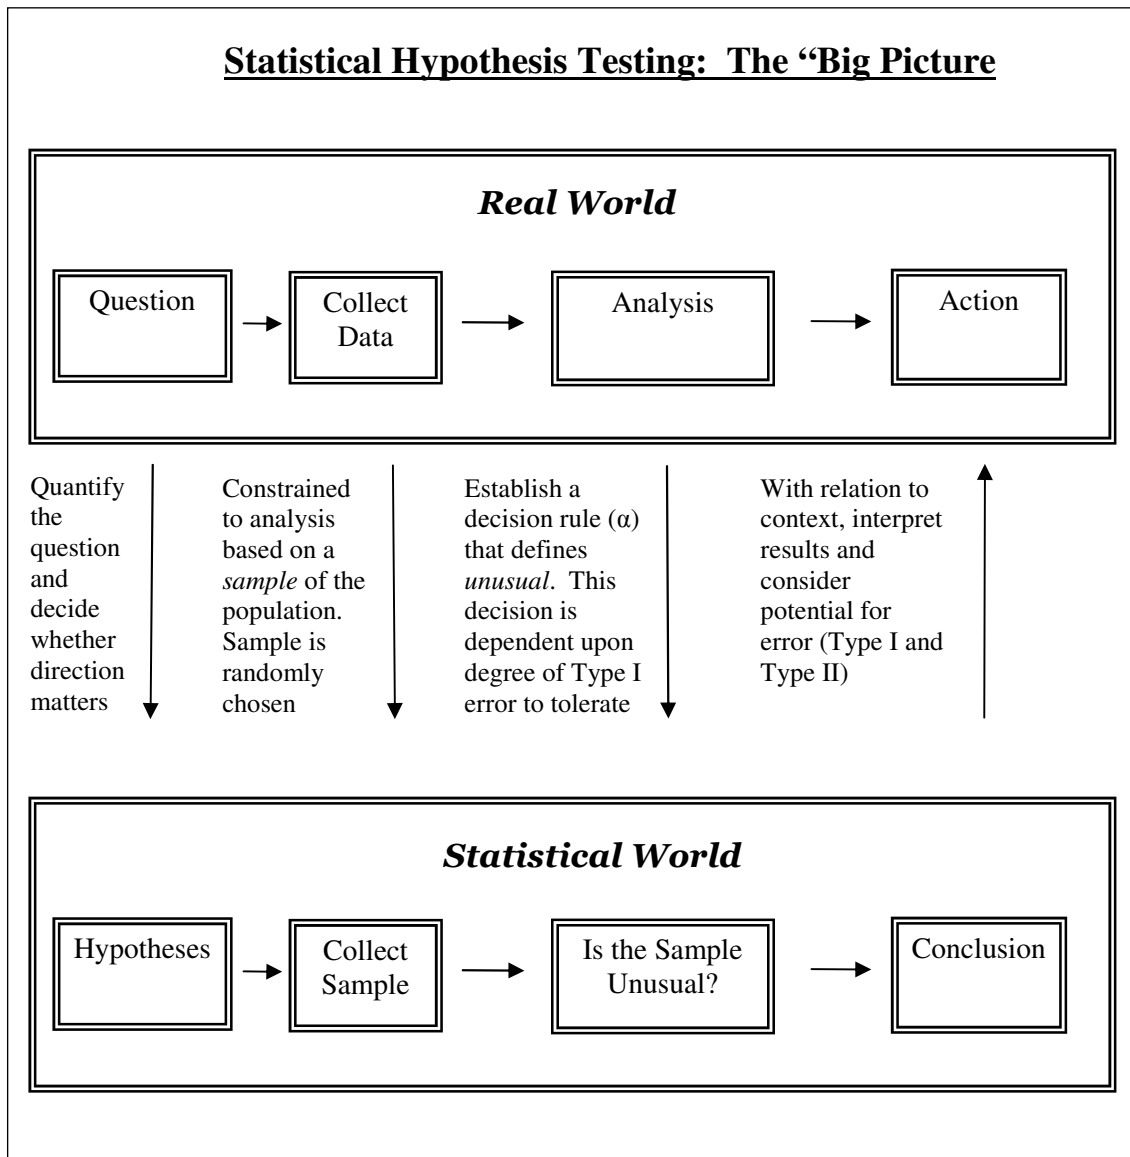 Statistical Hypothesis Testing:  The “Big Picture
Real World
Question
Collect
Data
Analysis
Action
Quantify
the
question
and
decide
whether
direction
matters
Constrained
to analysis
based on a
sample of the
population.
Sample is
randomly
chosen
Establish a
decision rule (α)
that defines
unusual.  This
decision is
dependent upon
degree of Type I
error to tolerate
With relation to
context, interpret
results and
consider
potential for
error (Type I and
Type II)
Statistical World
Hypotheses
Collect
Sample
Is the Sample
Unusual?
Conclusion